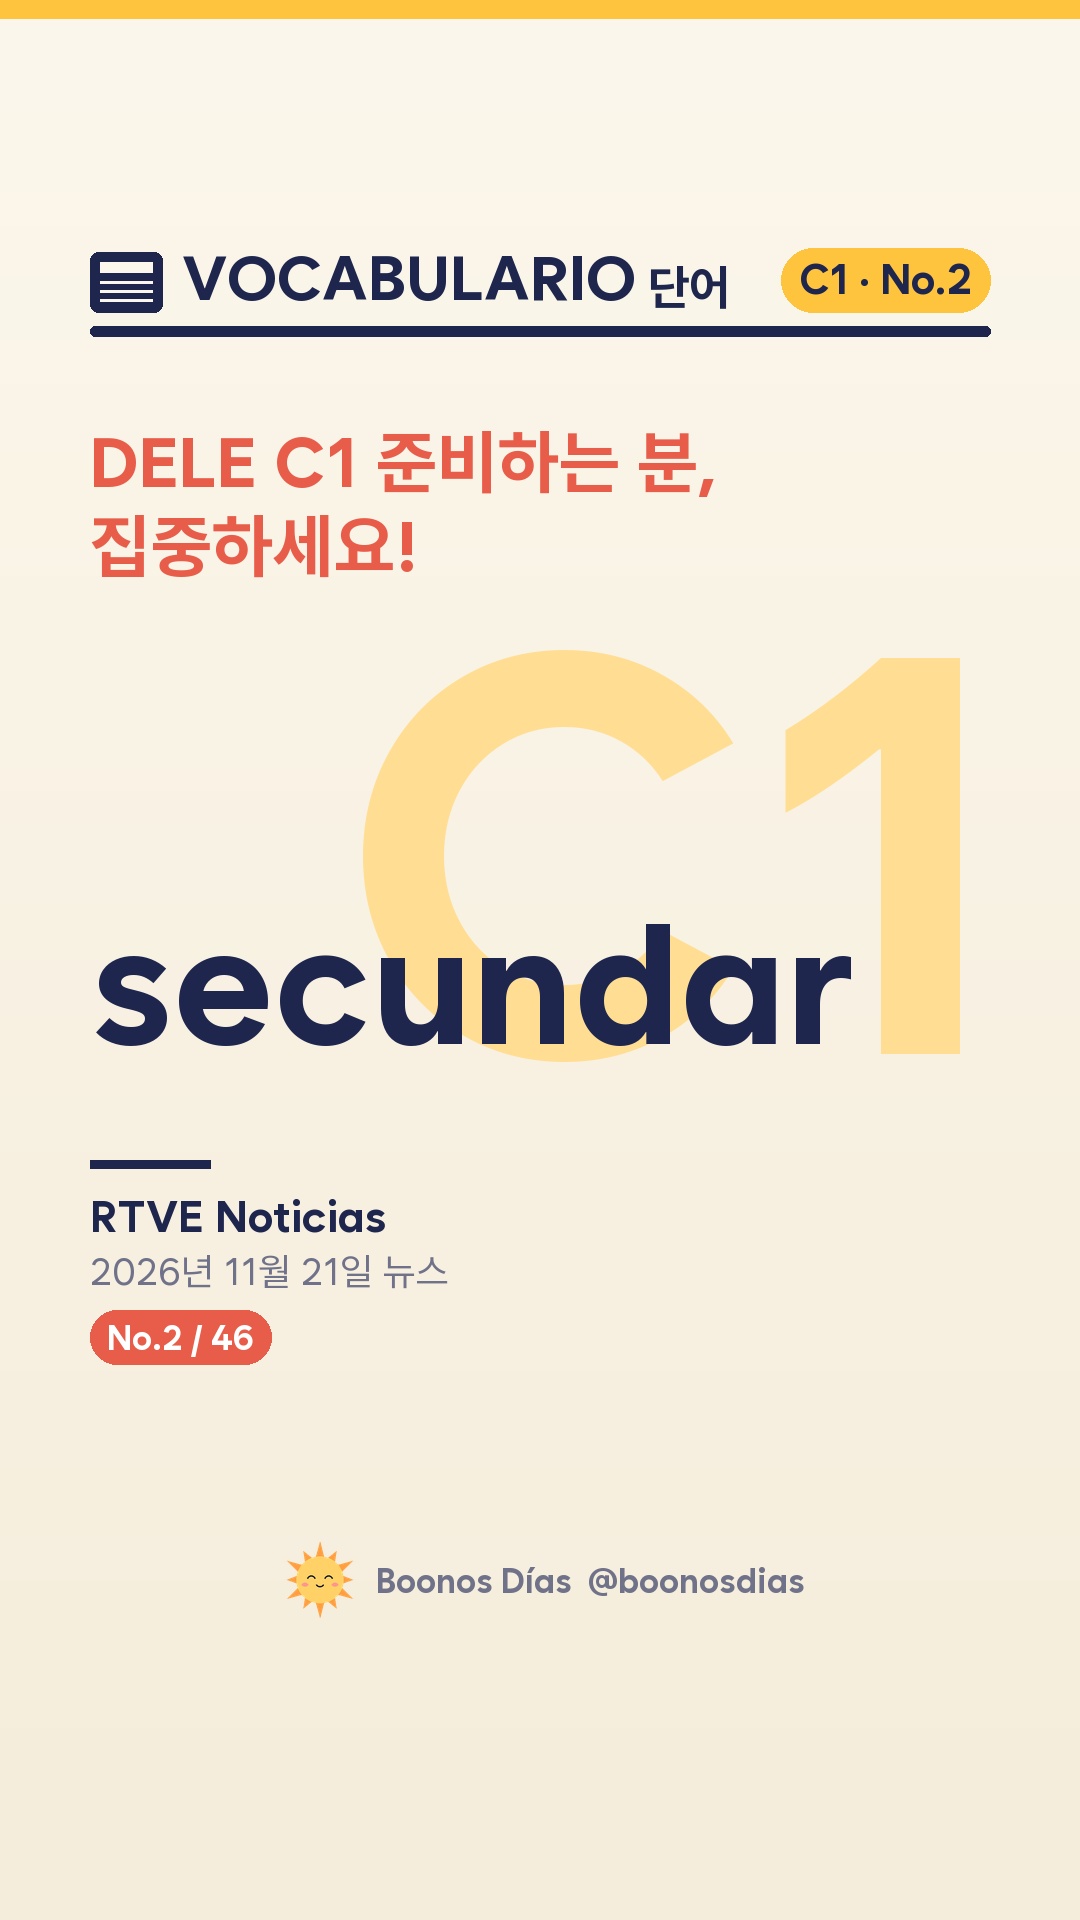 VOCABULARIO 단어
C1 · No.2
DELE C1 준비하는 분,
집중하세요!
C1
secundar
RTVE Noticias
2026년 11월 21일 뉴스
No.2 / 46
Boonos Días @boonosdias